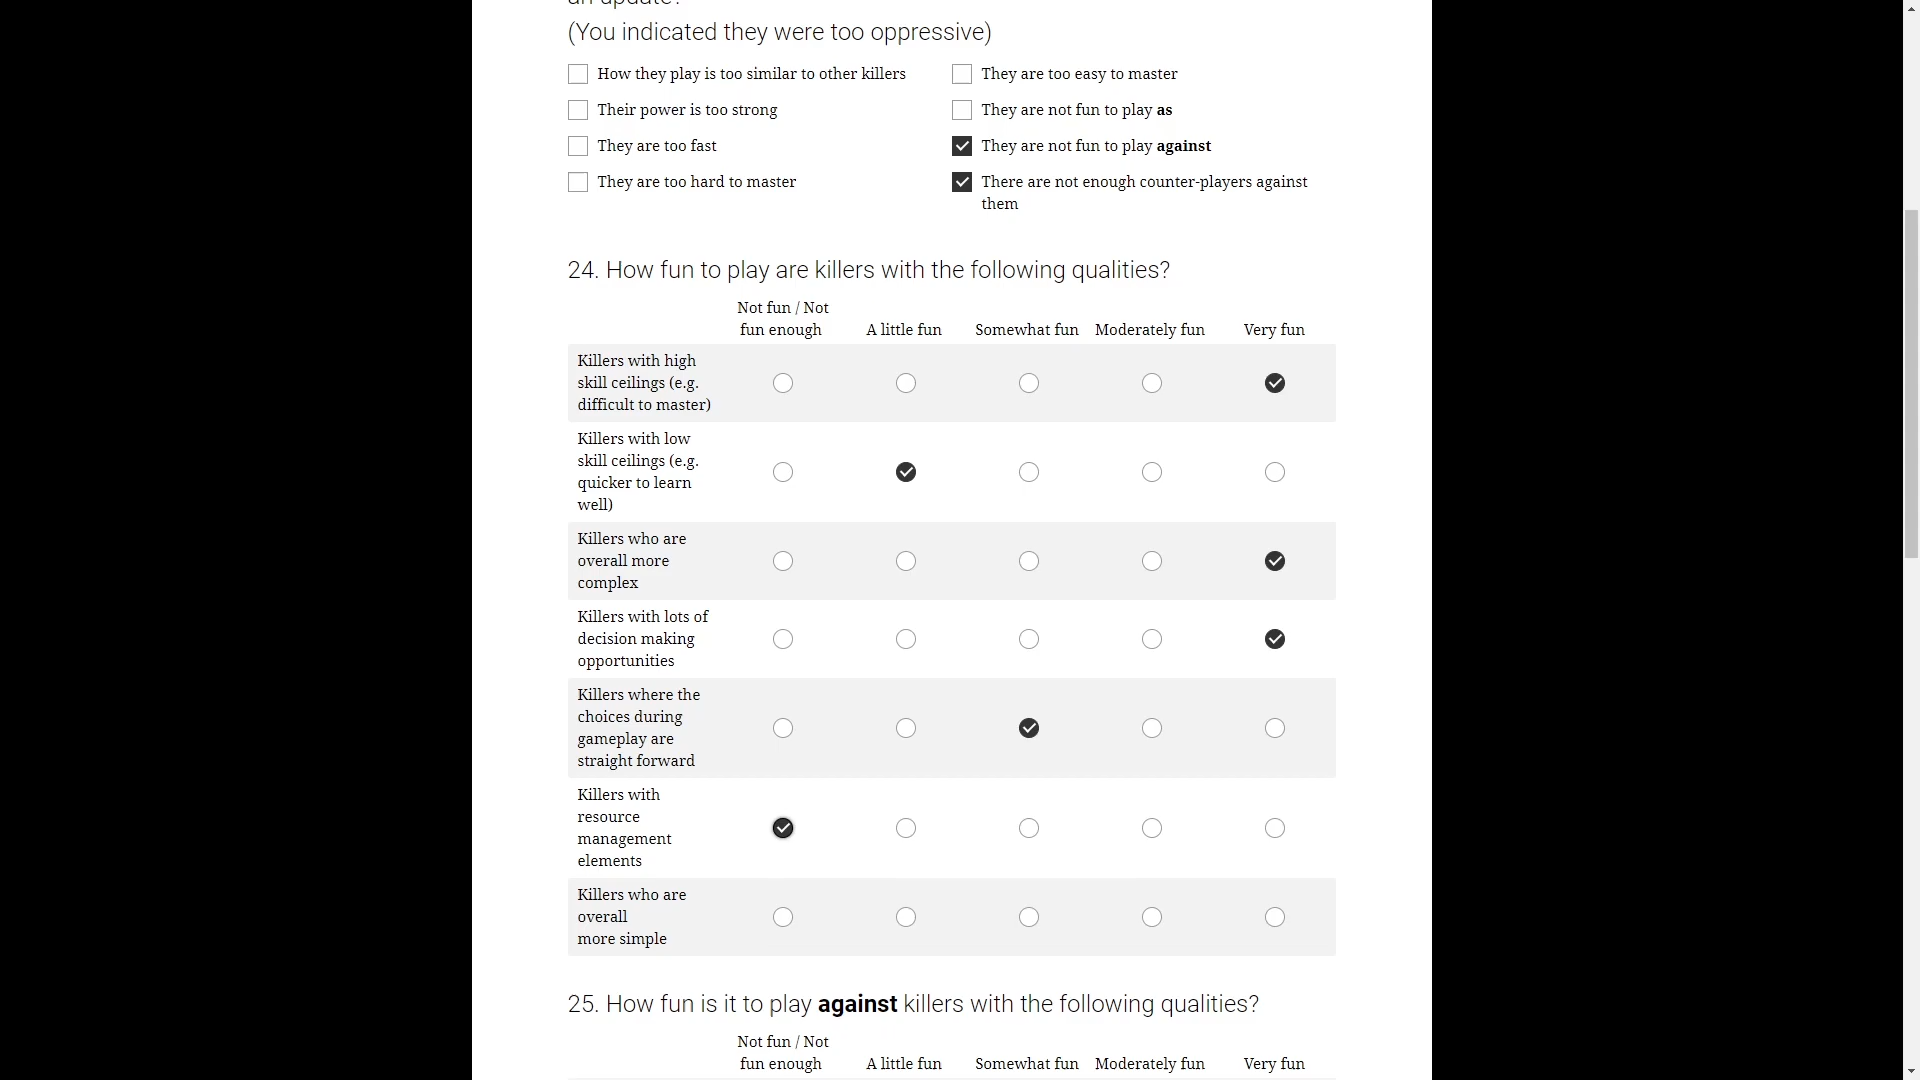 an update?
(You indicated they were too oppressive)
How they play is too similar to other killers
Their power is too strong
They are too fast
They are too hard to master
They are too easy to master
They are not fun to play as
They are not fun to play against
There are not enough counter-players against
them
24. How fun to play are killers with the following qualities?
Not fun / Not
fun enough
A little fun
Somewhat fun
Moderately fun
Very fun
Killers with high
skill ceilings (e.g.
difficult to master)
Killers with low
skill ceilings (e.g.
quicker to learn
well)
Killers who are
overall more
complex
Killers with lots of
decision making
opportunities
Killers where the
choices during
gameplay are
straight forward
Killers with
resource
management
elements
Killers who are
overall
more simple
25. How fun is it to play against killers with the following qualities?
Not fun / Not
fun enough
A little fun
Somewhat fun
Moderately fun
Very fun